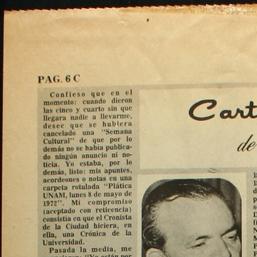 PAG. 6 C
Confieso que en el
momento: cuando dieron
las cinco y cuarto sin que
llegara nadie a llevarme,
desee que se hubiera
cancelado una "Semana
Cultural" de que por lo
demás no se había publica-
do ningún anuncio ni no-
ticia. Yo estaba, por lo
demás, listo: mis apuntes,
acordeones o notas en una
carpeta rotulada "Plática
UNAM, lunes 8 de mayo de
1972". Mi compromiso
(aceptado con reticencia)
consistía en que el Cronista
de la Ciudad hiciera, en
ella, una Crónica de la
Universidad.
Pasada la media, me
Cart
de